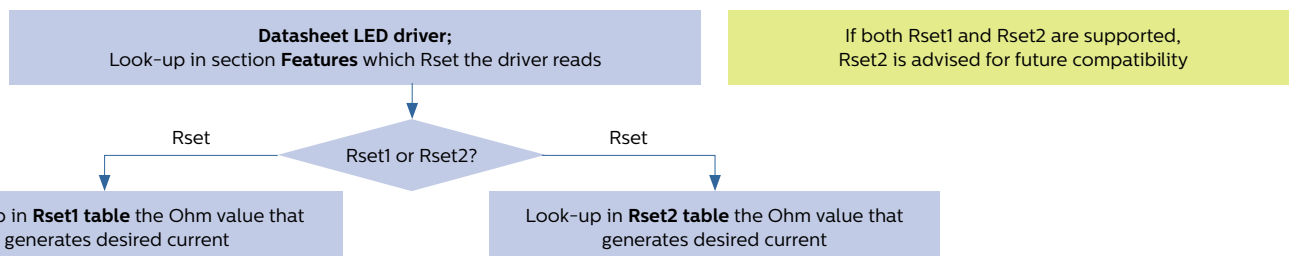 Datasheet LED driver;
Look-up in section Features which Rset the driver reads
If both Rset1 and Rset2 are supported,
Rset2 is advised for future compatibility
Rset
Rset1 or Rset2?
Rset
in Rset1 table the Ohm value that
generates desired current
Look-up in Rset2 table the Ohm value that
generates desired current